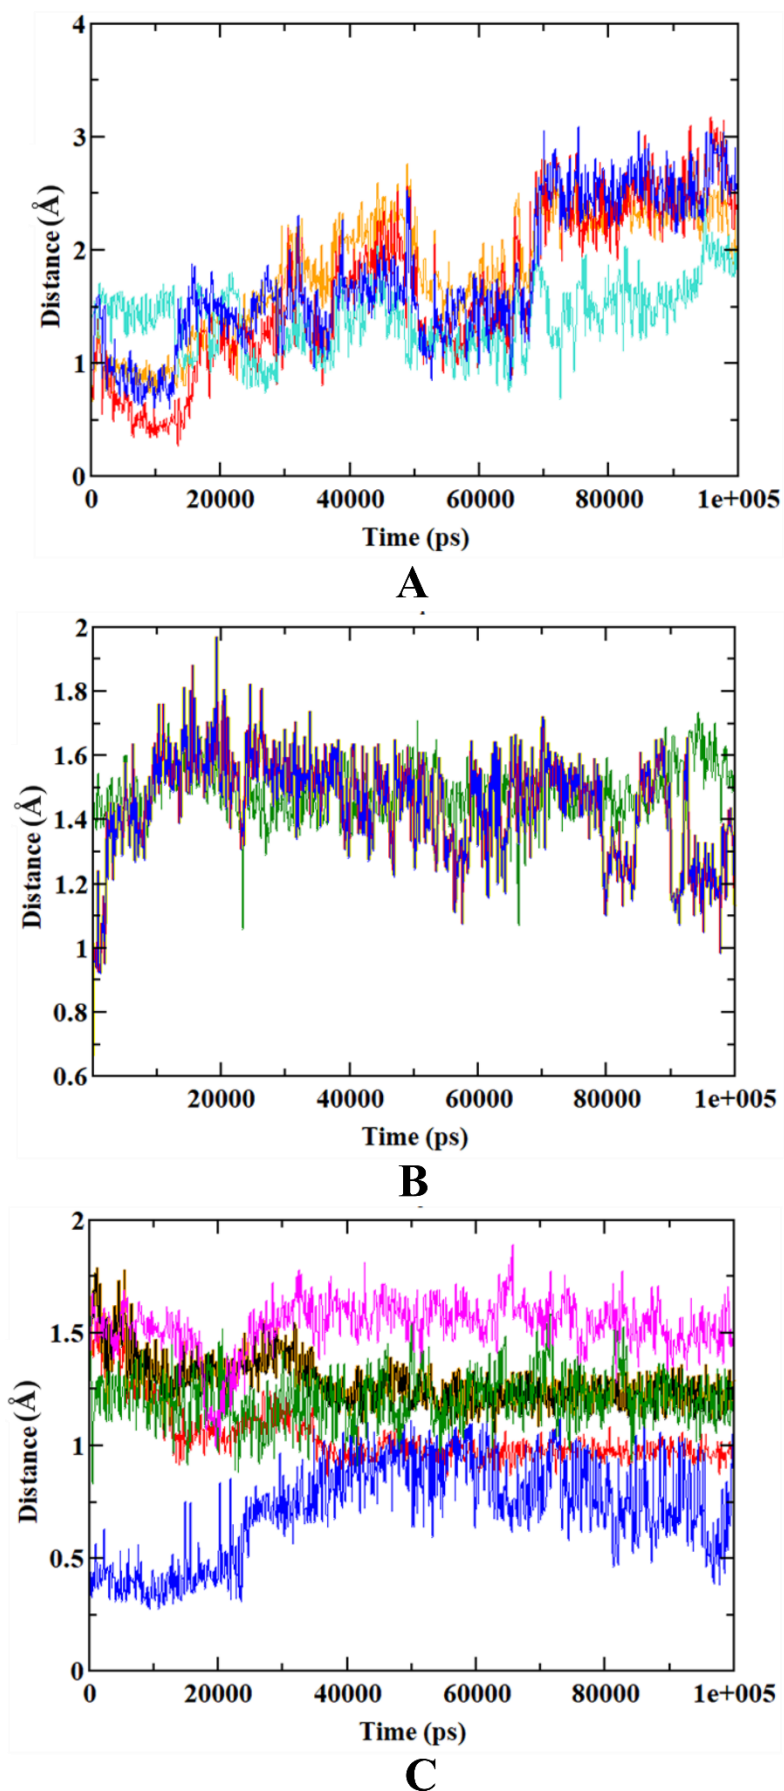 4
3
2
1
0
Distance (Å)
0 20000 40000 60000 80000 1e+005
Time (ps)
A
2
1.8
1.6
1.4
1.2
1
0.8
0.6
Distance (Å)
20000 40000 60000 80000 1e+005
Time (ps)
B
2
1.5
1
0.5
0
Distance (Å)
0 20000 40000 60000 80000 1e+005
Time (ps)
C